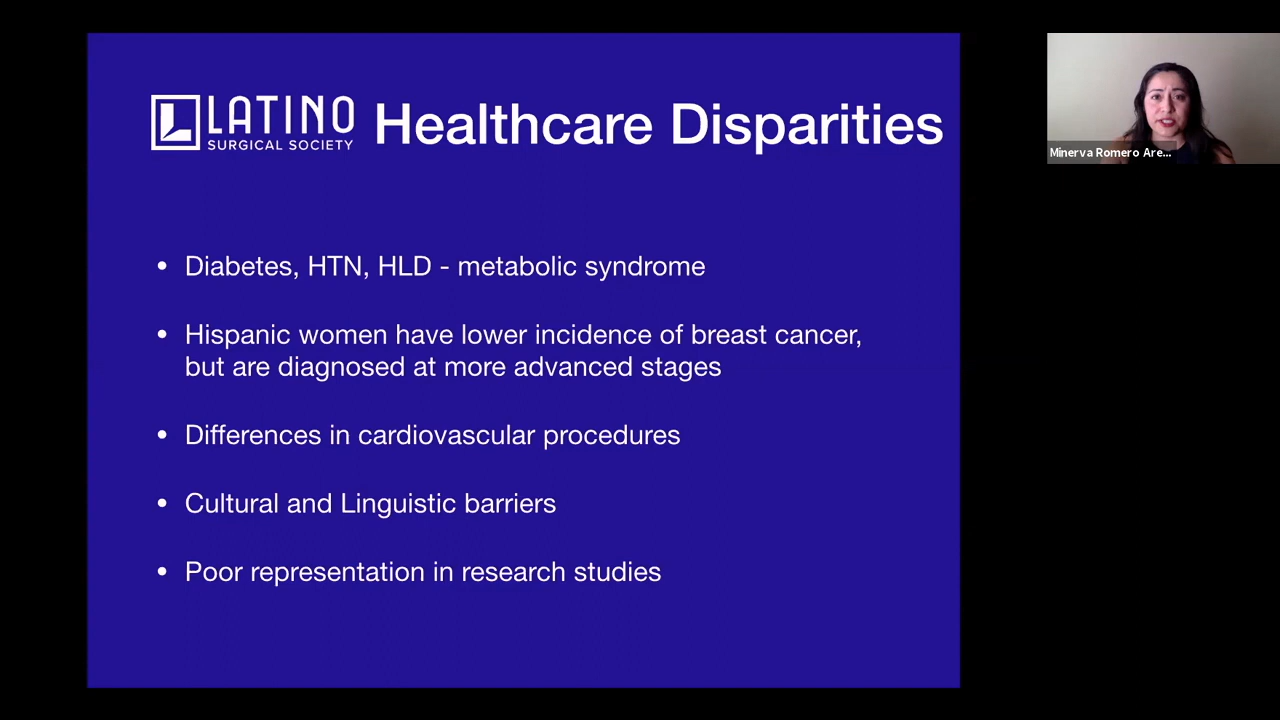 LATINO
SURGICAL SOCIETY
Healthcare Disparities
• Diabetes, HTN, HLD - metabolic syndrome
• Hispanic women have lower incidence of breast cancer,
but are diagnosed at more advanced stages
• Differences in cardiovascular procedures
• Cultural and Linguistic barriers
• Poor representation in research studies
Minerva Romero Are...